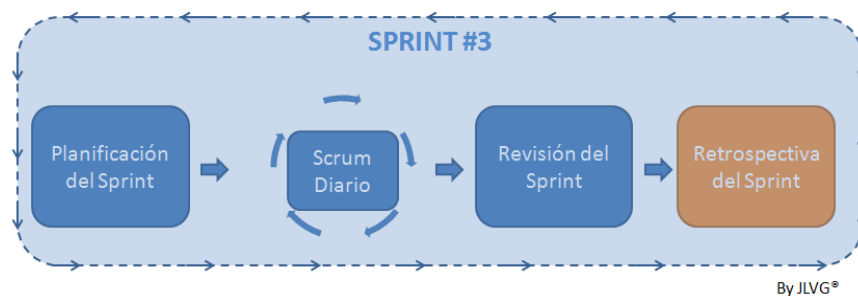 SPRINT #3
Planificación
del Sprint
Scrum
Diario
Revisión del
Sprint
Retrospectiva
del Sprint
By JLVG®